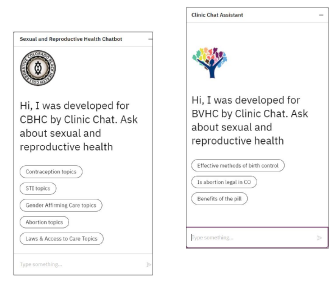 Sexual and Reproductive Health Chatbot
Hi, I was developed for
CBHC by Clinic Chat. Ask
about sexual and
reproductive health
Contraception topics
STI topics
Gender Affirming Care topics
Abortion topics
Laws & Access to Care Topics
Type something...
Clinic Chat Assistant
Hi, I was developed for
BVHC by Clinic Chat. Ask
about sexual and
reproductive health
Effective methods of birth control
Is abortion legal in CO
Benefits of the pill
Type something...